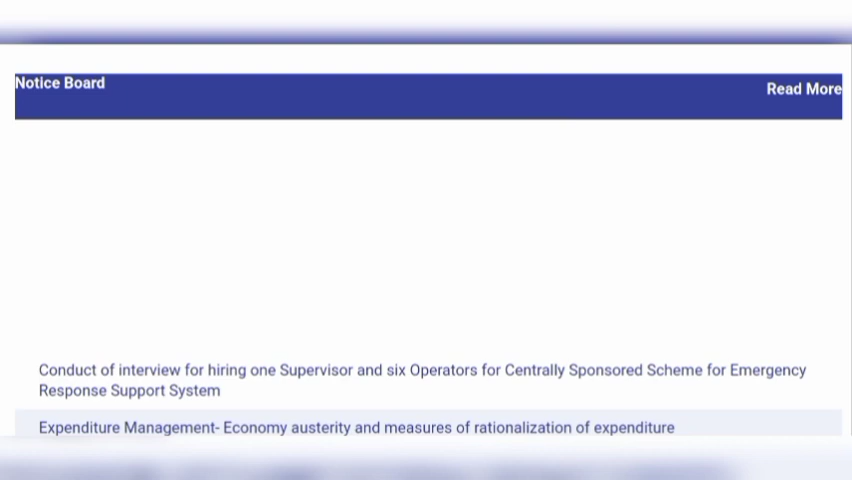 Notice Board
Read More
Conduct of interview for hiring one Supervisor and six Operators for Centrally Sponsored Scheme for Emergency
Response Support System
Expenditure Management- Economy austerity and measures of rationalization of expenditure